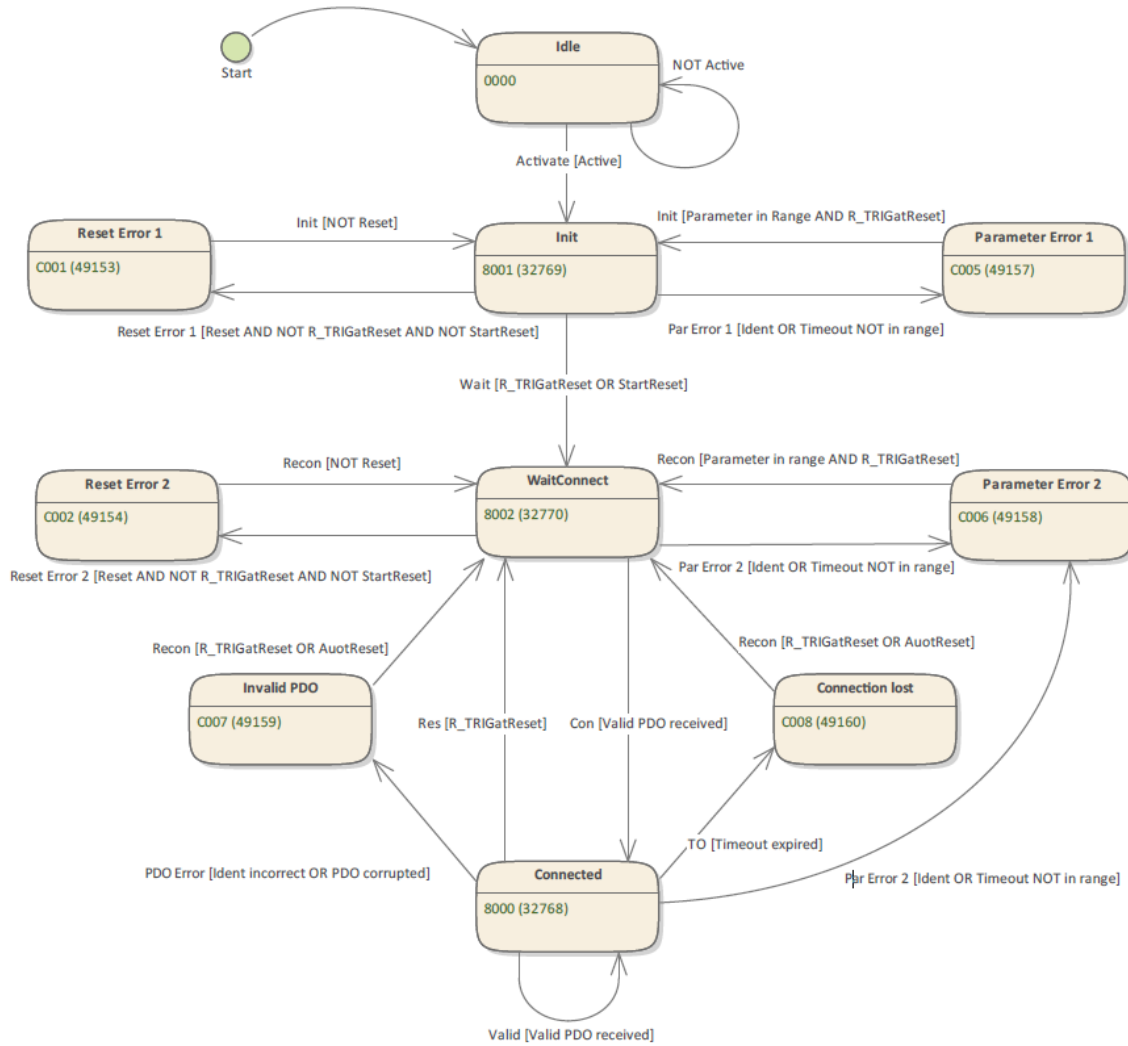 Idle
0000
Start
NOT Active
Activate [Active]
Init [NOT Reset]
Init [Parameter in Range AND R_TRIGatReset]
Reset Error 1
C001 (49153)
Init
8001 (32769)
Parameter Error 1
C005 (49157)
Reset Error 1 [Reset AND NOT R_TRIGatReset AND NOT StartReset]
Par Error 1 [Ident OR Timeout NOT in range]
Wait [R_TRIGatReset OR StartReset]
Recon [NOT Reset]
Recon [Parameter in range AND R_TRIGatReset]
Reset Error 2
C002 (49154)
WaitConnect
8002 (32770)
Parameter Error 2
C006 (49158)
Reset Error 2 [Reset AND NOT R_TRIGatReset AND NOT StartReset]
Par Error 2 [Ident OR Timeout NOT in range]
Recon [R_TRIGatReset OR AuotReset]
Recon [R_TRIGatReset OR AuotReset]
Invalid PDO
C007 (49159)
Res [R_TRIGatReset]
Con [Valid PDO received]
Connection lost
C008 (49160)
TO [Timeout expired]
PDO Error [Ident incorrect OR PDO corrupted]
Connected
8000 (32768)
Par Error 2 [Ident OR Timeout NOT in range]
Valid [Valid PDO received]